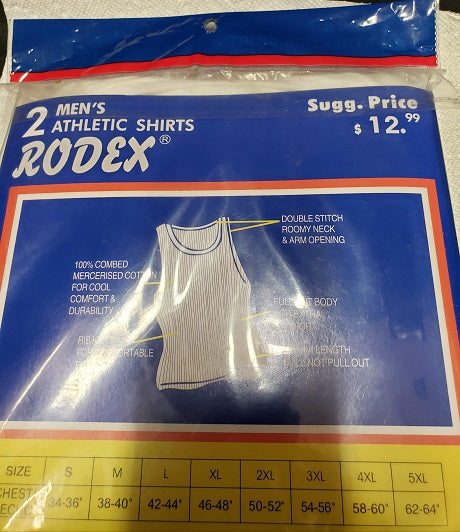 2 MEN'S
ATHLETIC SHIRTS
RODEX®
Sugg. Price
$ 12.99
DOUBLE STITCH
ROOMY NECK
& ARM OPENING
100% COMBED
MERCERISED COTTON
FOR COOL
COMFORT &
DURABILITY
BODY
EXTRA
LENGTH
NOT PULL OUT
SIZE S M L XL 2XL 3XL 4XL 5XL
CHEST 34-36" 38-40" 42-44" 46-48" 50-52" 54-56" 58-60" 62-64"